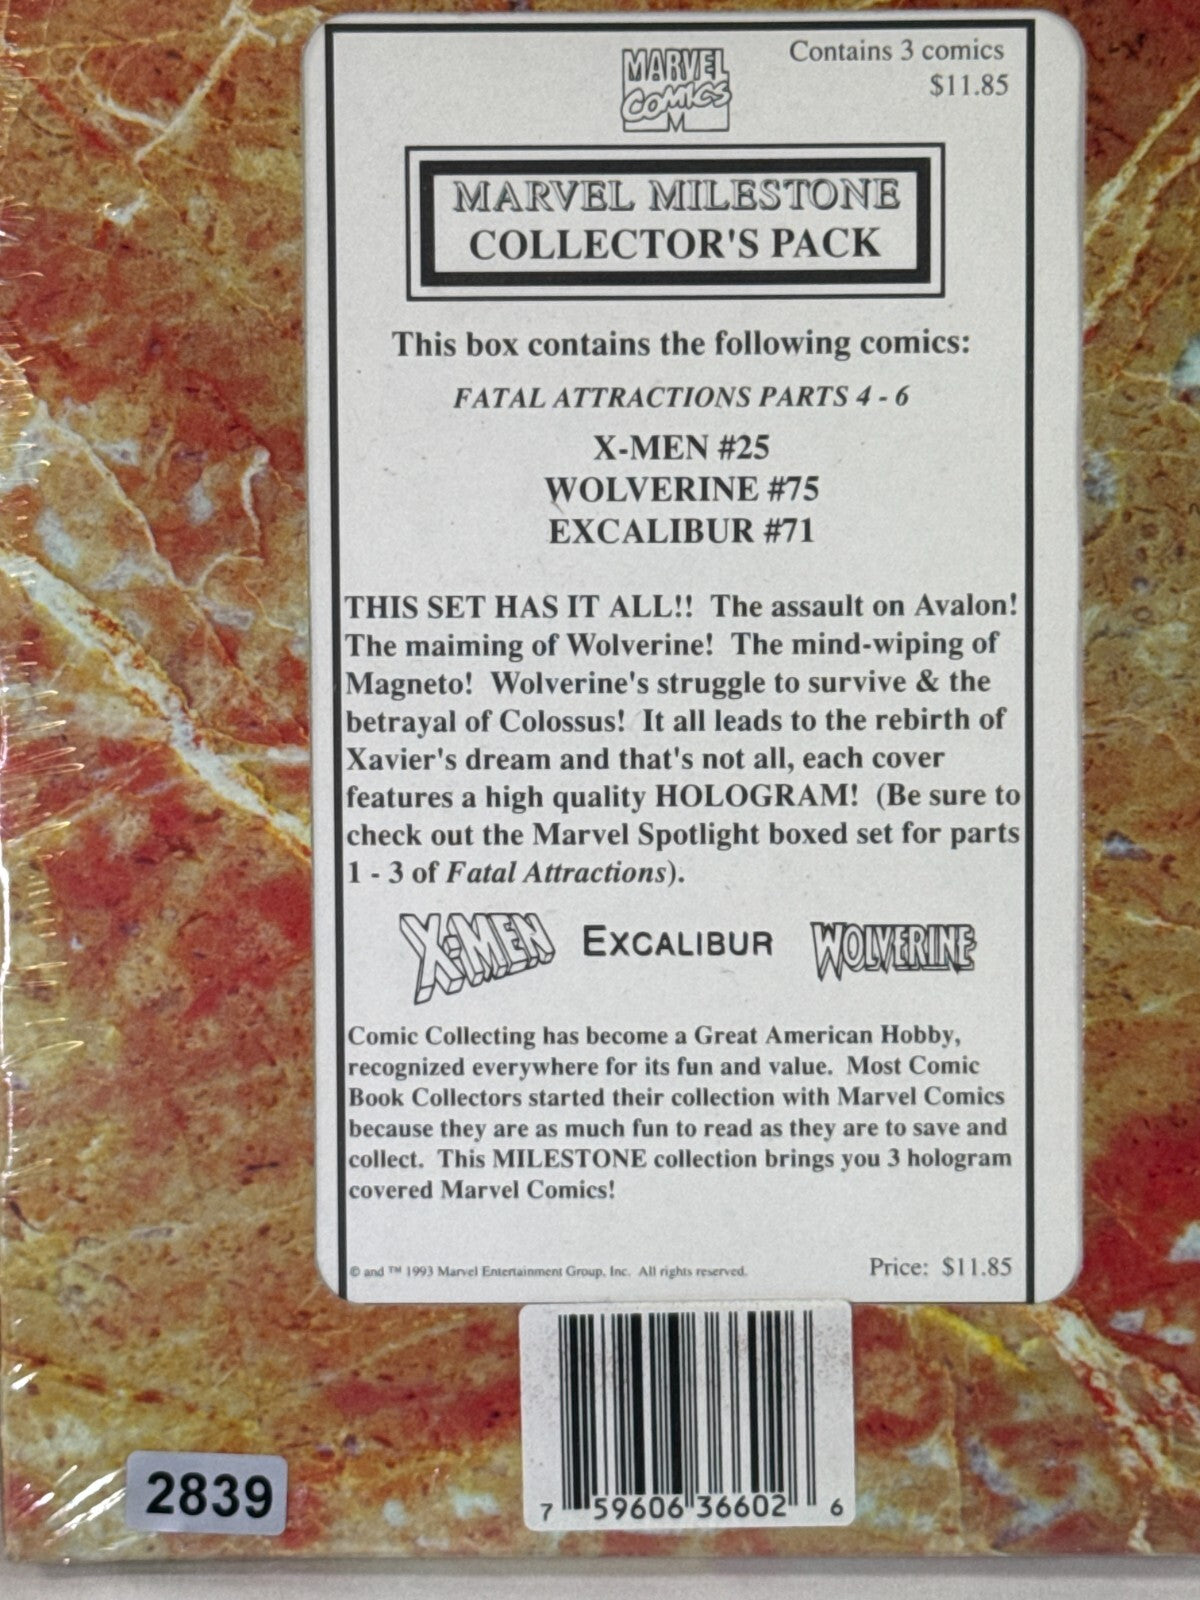 MARVEL
COMICS
M
Contains 3 comics
$11.85
MARVEL MILESTONE
COLLECTOR'S PACK
This box contains the following comics:
FATAL ATTRACTIONS PARTS 4 - 6
X-MEN #25
WOLVERINE #75
EXCALIBUR #71
THIS SET HAS IT ALL!! The assault on Avalon!
The maiming of Wolverine! The mind-wiping of
Magneto! Wolverine's struggle to survive & the
betrayal of Colossus! It all leads to the rebirth of
Xavier's dream and that's not all, each cover
features a high quality HOLOGRAM! (Be sure to
check out the Marvel Spotlight boxed set for parts
1 - 3 of Fatal Attractions).
X-MEN EXCALIBUR WOLVERINE
Comic Collecting has become a Great American Hobby,
recognized everywhere for its fun and value. Most Comic
Book Collectors started their collection with Marvel Comics
because they are as much fun to read as they are to save and
collect. This MILESTONE collection brings you 3 hologram
covered Marvel Comics!
© and ™ 1993 Marvel Entertainment Group, Inc. All rights reserved.
Price: $11.85
7 59606 36602 6
2839